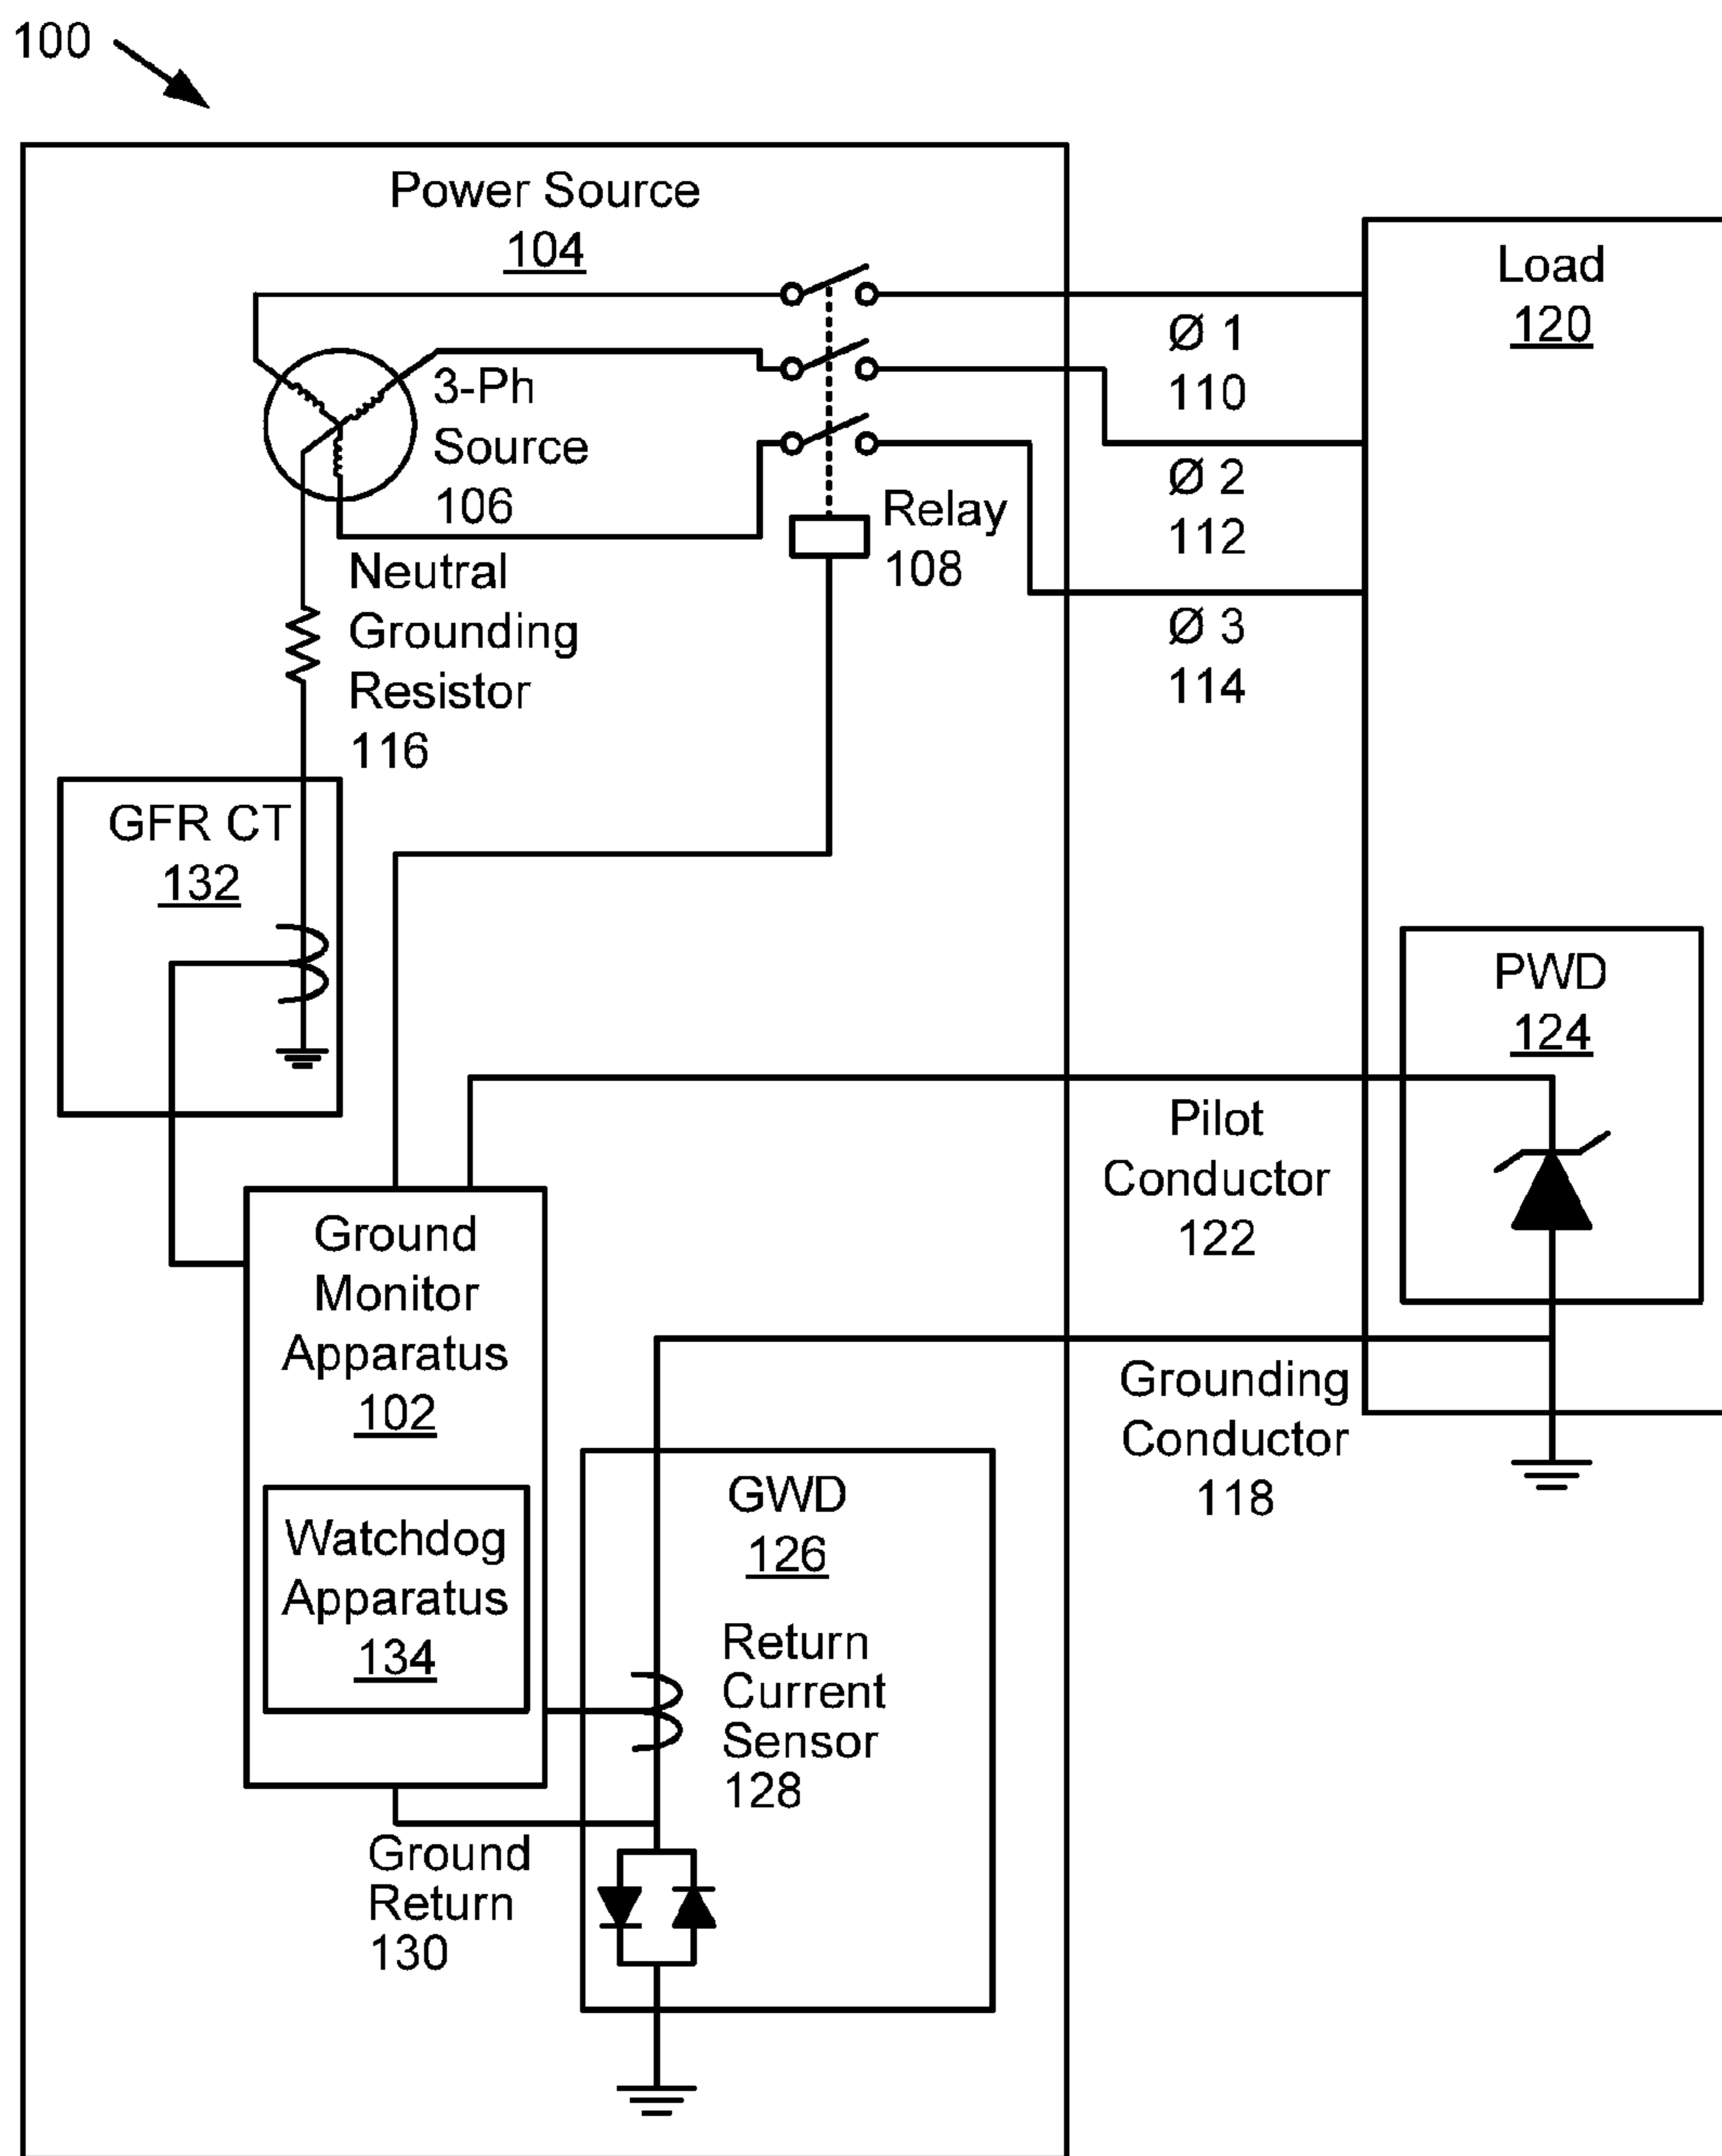 100
Power Source
104
Load
120
Ø 1
110
3-Ph
Source
106
Ø 2
112
Relay
108
Neutral
Grounding
Resistor
116
Ø 3
114
GFR CT
132
PWD
124
Pilot
Conductor
122
Ground
Monitor
Apparatus
102
Grounding
Conductor
118
GWD
126
Watchdog
Apparatus
134
Return
Current
Sensor
128
Ground
Return
130